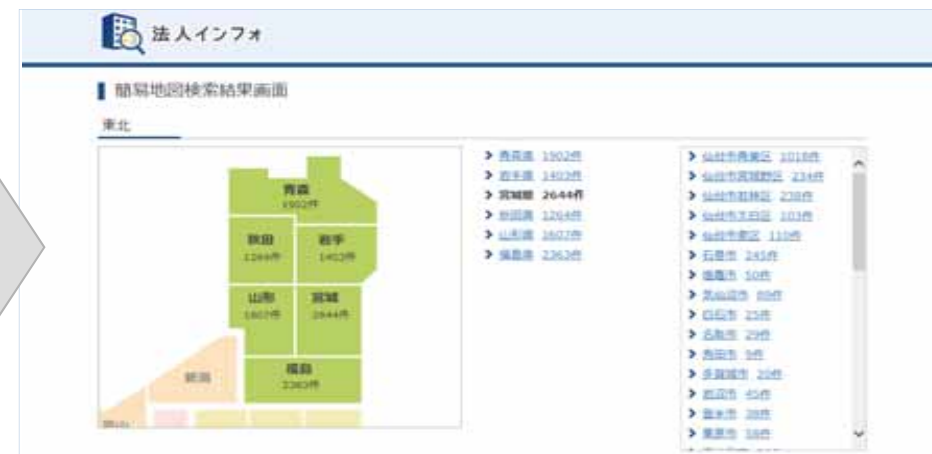 法人インフォ
簡易地図検索結果画面
東北
青森
1902件
秋田
1264件
岩手
1403件
山形
1607件
宮城
2644件
福島
2363件
新潟
青森県 1902件
岩手県 1403件
宮城県 2644件
秋田県 1264件
山形県 1607件
福島県 2363件
仙台市青葉区 1018件
仙台市宮城野区 234件
仙台市若林区 238件
仙台市太白区 103件
仙台市泉区 110件
石巻市 245件
塩竈市 50件
気仙沼市 89件
白石市 25件
名取市 29件
角田市 9件
多賀城市 20件
岩沼市 45件
登米市 38件
栗原市 58件